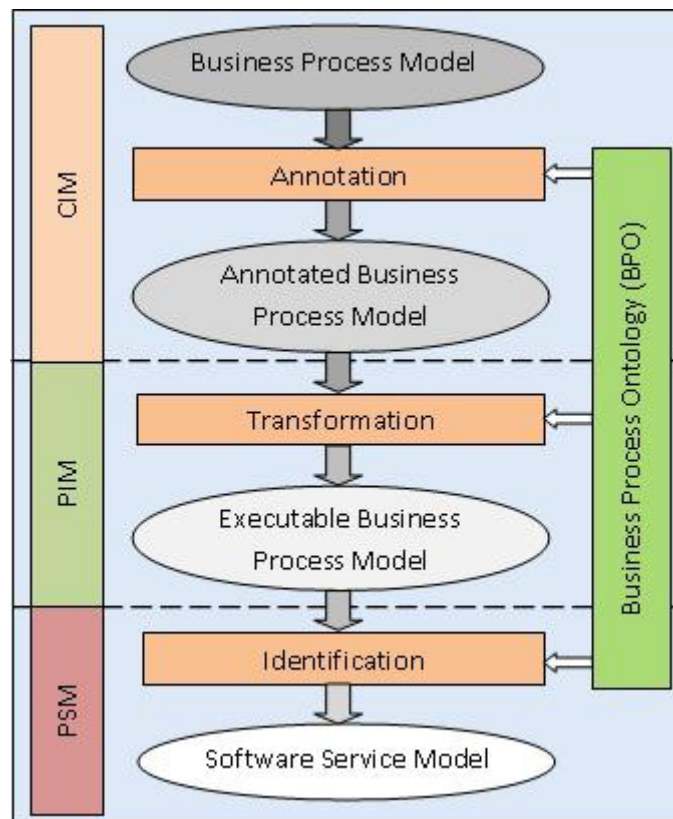 Business Process Model
CIM
Annotation
Annotated Business
Process Model
Business Process Ontology (BPO)
PIM
Transformation
Executable Business
Process Model
PSM
Identification
Software Service Model